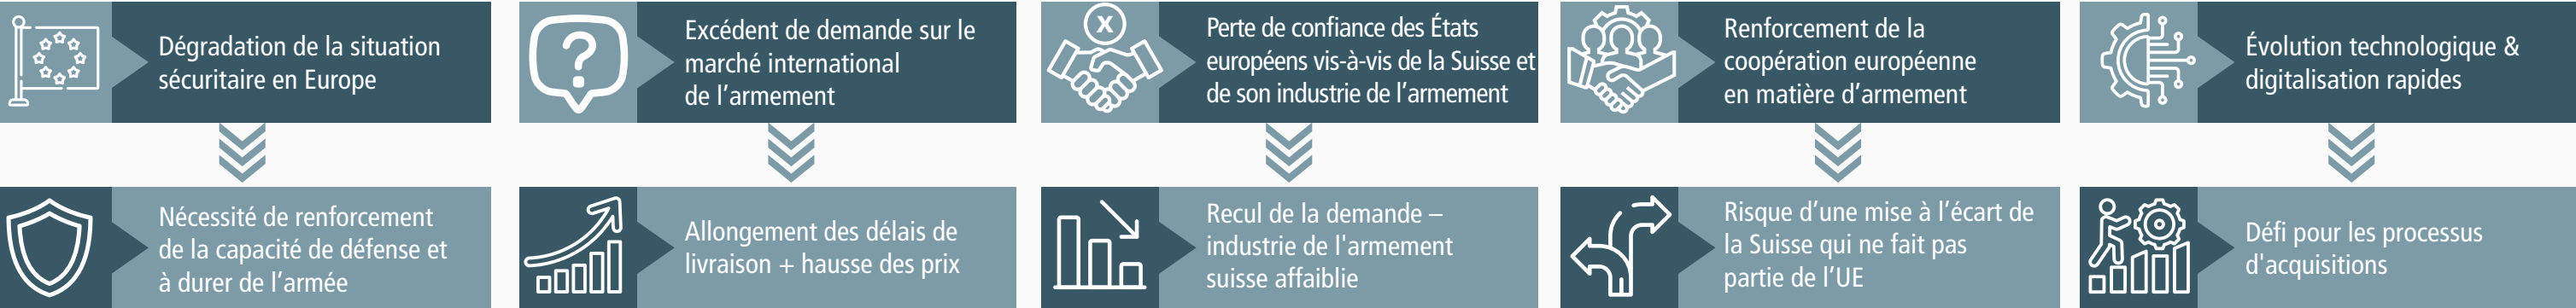 Dégradation de la situation
sécuritaire en Europe
Excédent de demande sur le
marché international
de l’armement
X
Perte de confiance des États
européens vis-à-vis de la Suisse et
de son industrie de l’armement
Renforcement de la
coopération européenne
en matière d’armement
Évolution technologique &
digitalisation rapides
?
Nécessité de renforcement
de la capacité de défense et
à durer de l’armée
Allongement des délais de
livraison + hausse des prix
Recul de la demande –
industrie de l'armement
suisse affaiblie
Risque d’une mise à l’écart de
la Suisse qui ne fait pas
partie de l’UE
Défi pour les processus
d'acquisitions